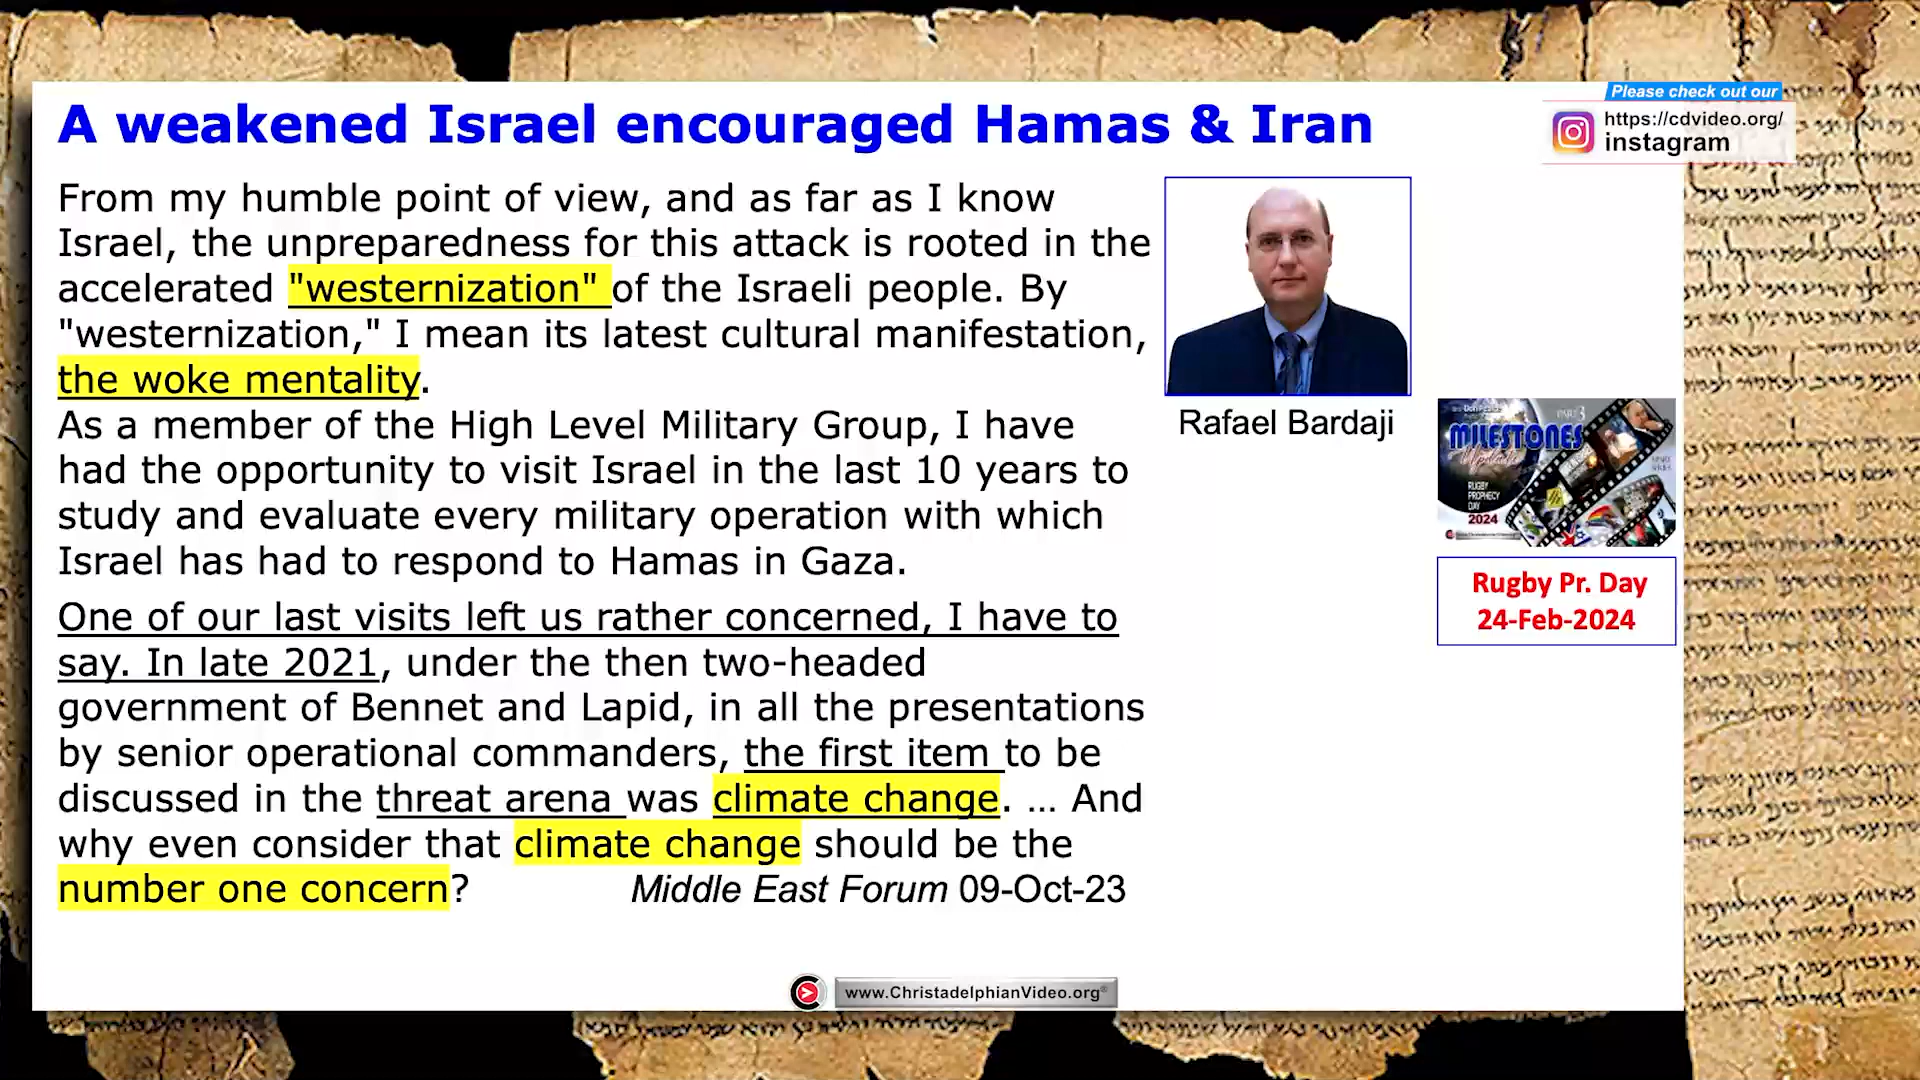 Please check out our
https://cdvideo.org/
instagram
A weakened Israel encouraged Hamas & Iran
From my humble point of view, and as far as I know
Israel, the unpreparedness for this attack is rooted in the
accelerated "westernization" of the Israeli people. By
"westernization," I mean its latest cultural manifestation,
the woke mentality.
As a member of the High Level Military Group, I have
had the opportunity to visit Israel in the last 10 years to
study and evaluate every military operation with which
Israel has had to respond to Hamas in Gaza.
One of our last visits left us rather concerned, I have to
say. In late 2021, under the then two-headed
government of Bennet and Lapid, in all the presentations
by senior operational commanders, the first item to be
discussed in the threat arena was climate change. ... And
why even consider that climate change should be the
number one concern?
Middle East Forum 09-Oct-23
Rafael Bardaji
PART 3
MILESTONES
Update
RUGBY
PROPHECY
DAY
2024
Rugby Pr. Day
24-Feb-2024
www.ChristadelphianVideo.org®